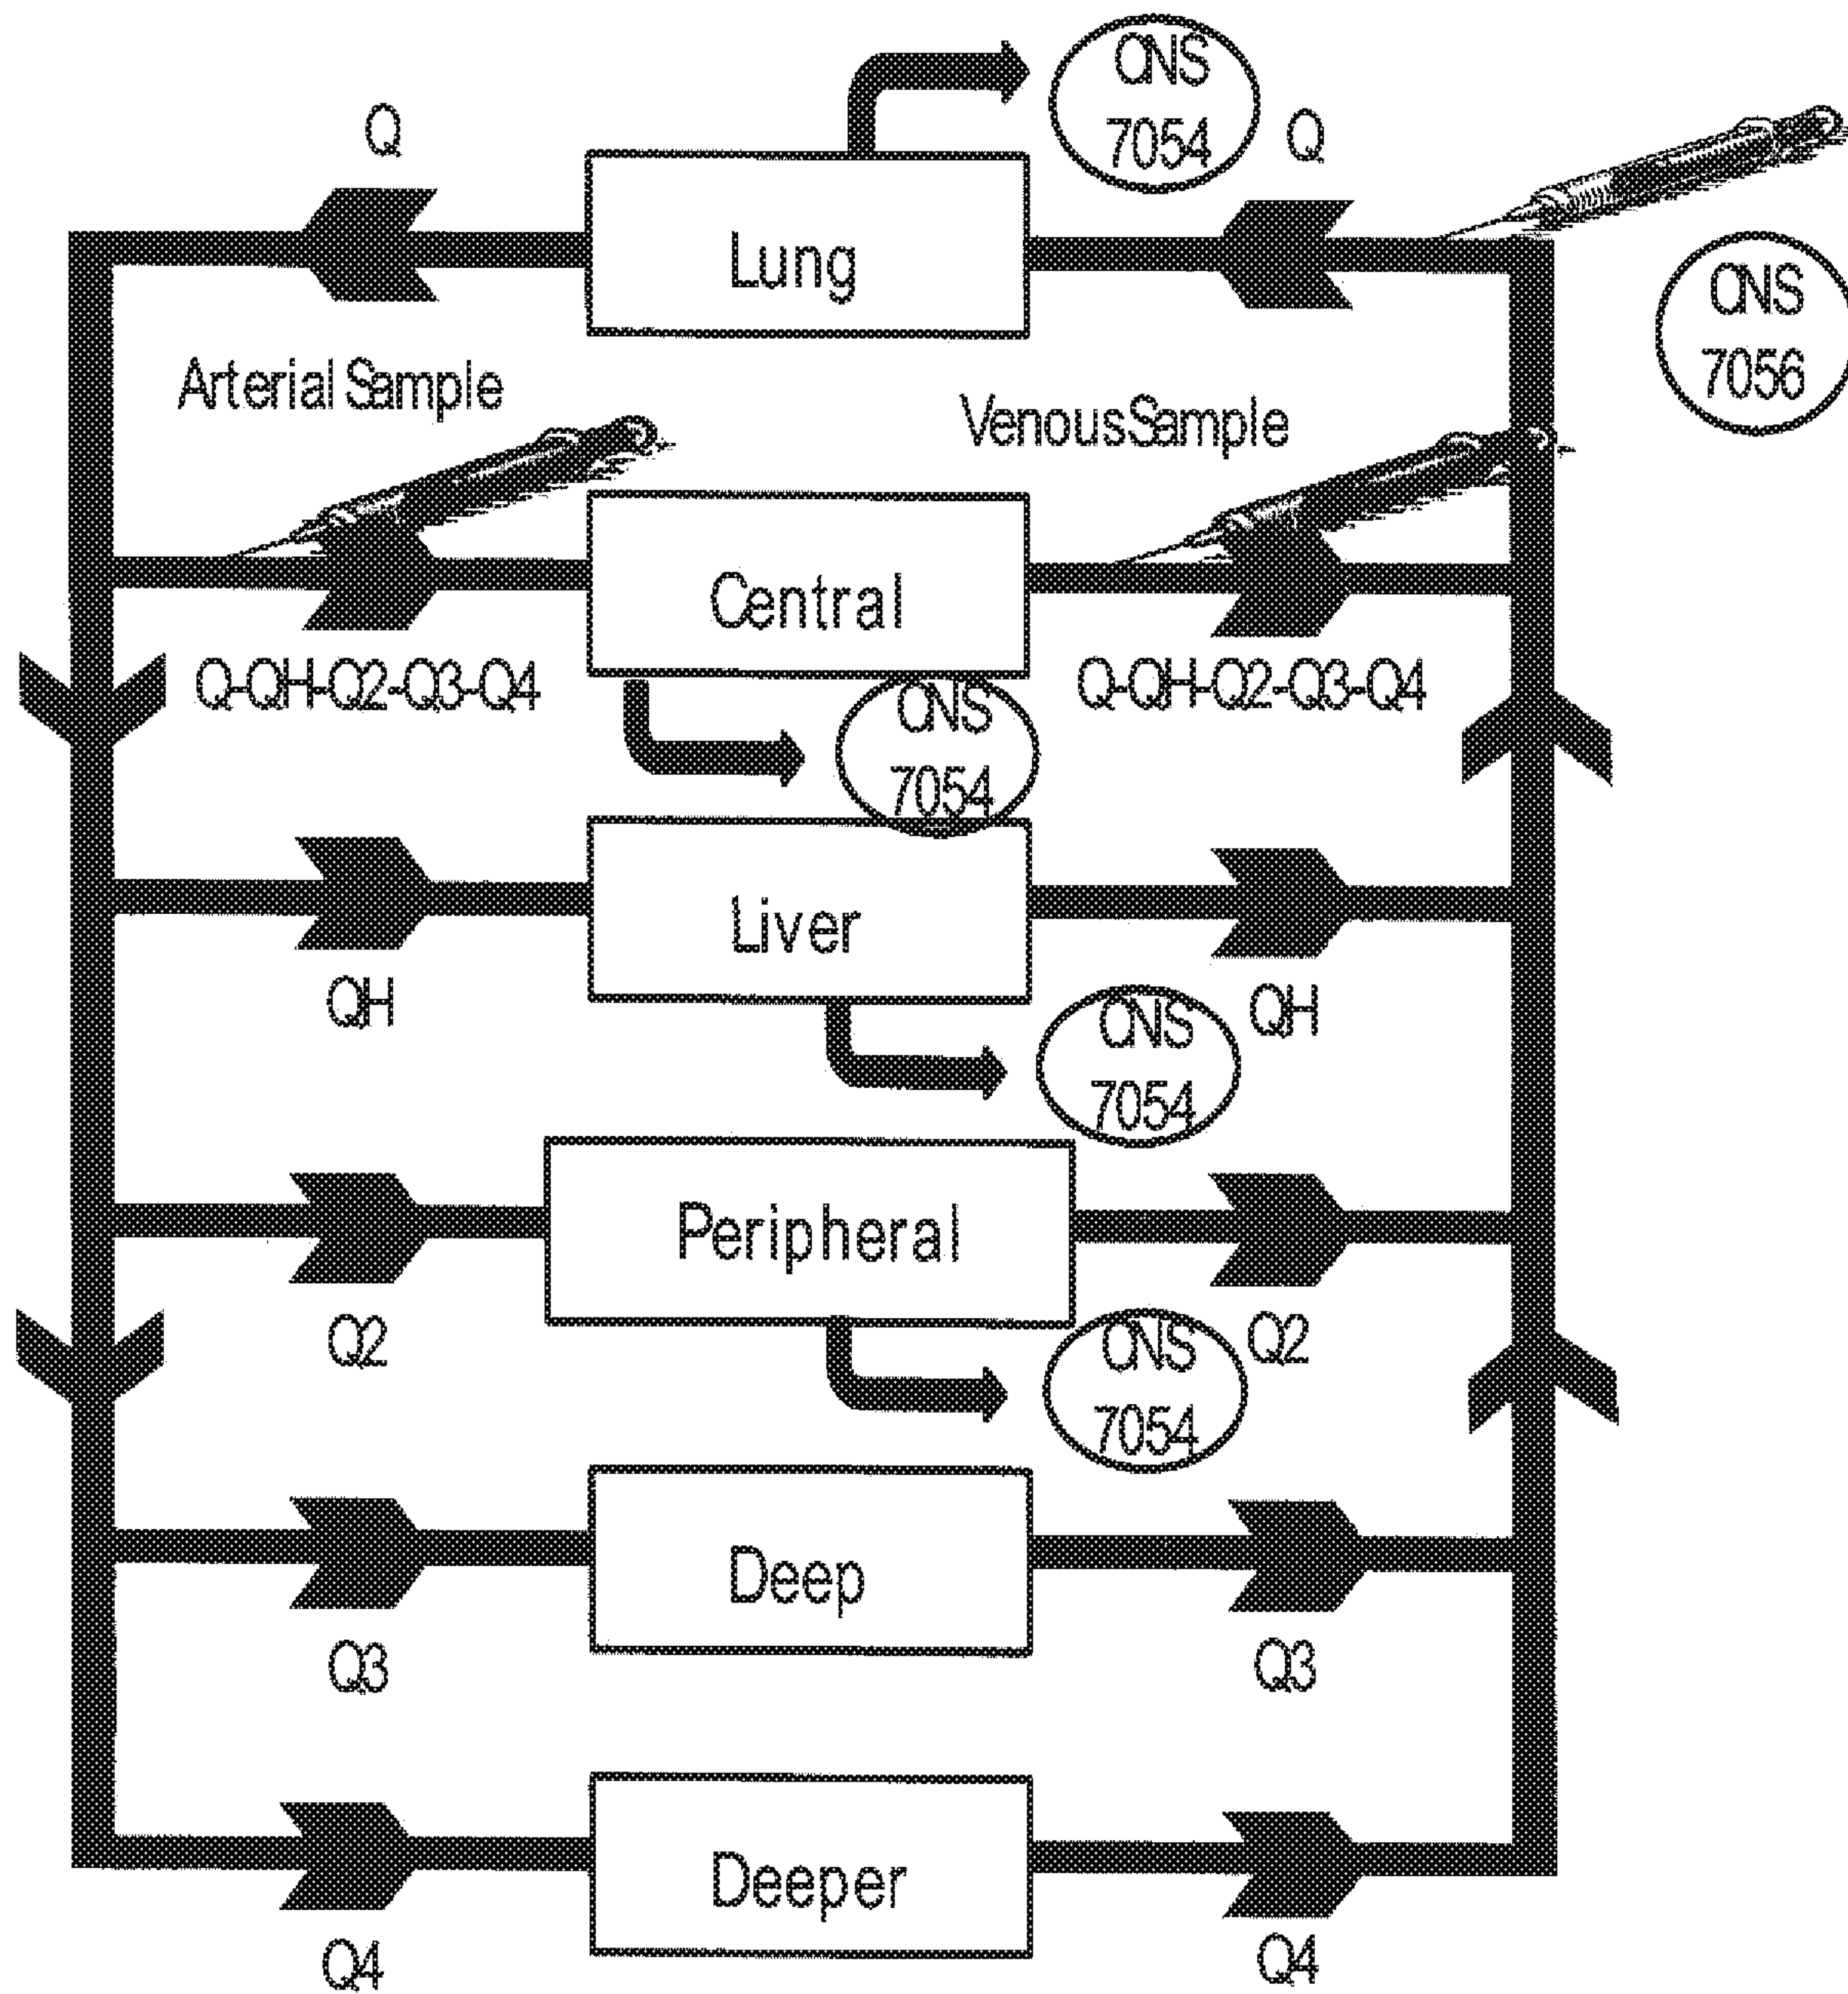 CNS
7054
Q
Q
Lung
CNS
7056
Arterial Sample
Venous Sample
Central
Q-QH-Q2-Q3-Q4
Q-QH-Q2-Q3-Q4
CNS
7054
Liver
QH
QH
CNS
7054
Peripheral
Q2
Q2
CNS
7054
Deep
Q3
Q3
Deeper
Q4
Q4